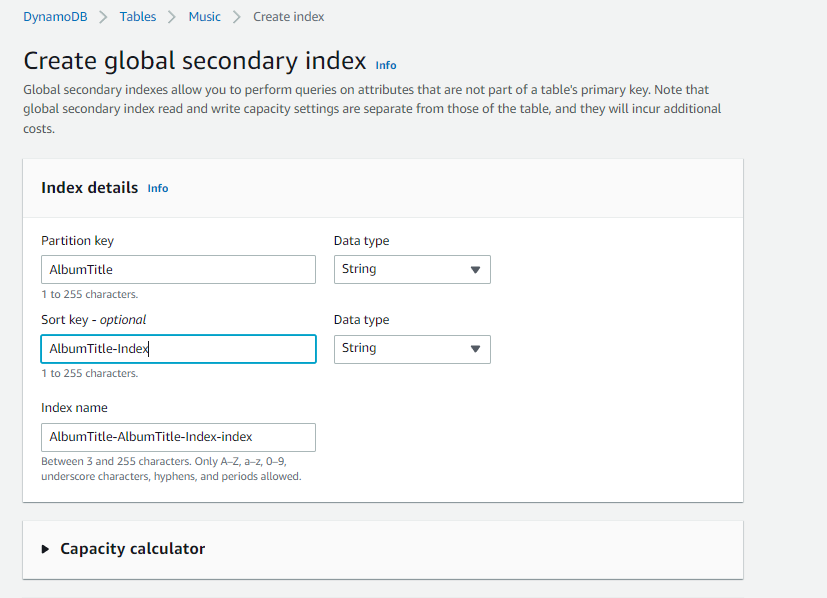 DynamoDB > Tables > Music > Create index
Create global secondary index Info
Global secondary indexes allow you to perform queries on attributes that are not part of a table's primary key. Note that
global secondary index read and write capacity settings are separate from those of the table, and they will incur additional
costs.
Index details Info
Partition key Data type
AlbumTitle String
1 to 255 characters.
Sort key - optional Data type
AlbumTitle-Index String
1 to 255 characters.
Index name
AlbumTitle-AlbumTitle-Index-index
Between 3 and 255 characters. Only A–Z, a–z, 0–9,
underscore characters, hyphens, and periods allowed.
Capacity calculator